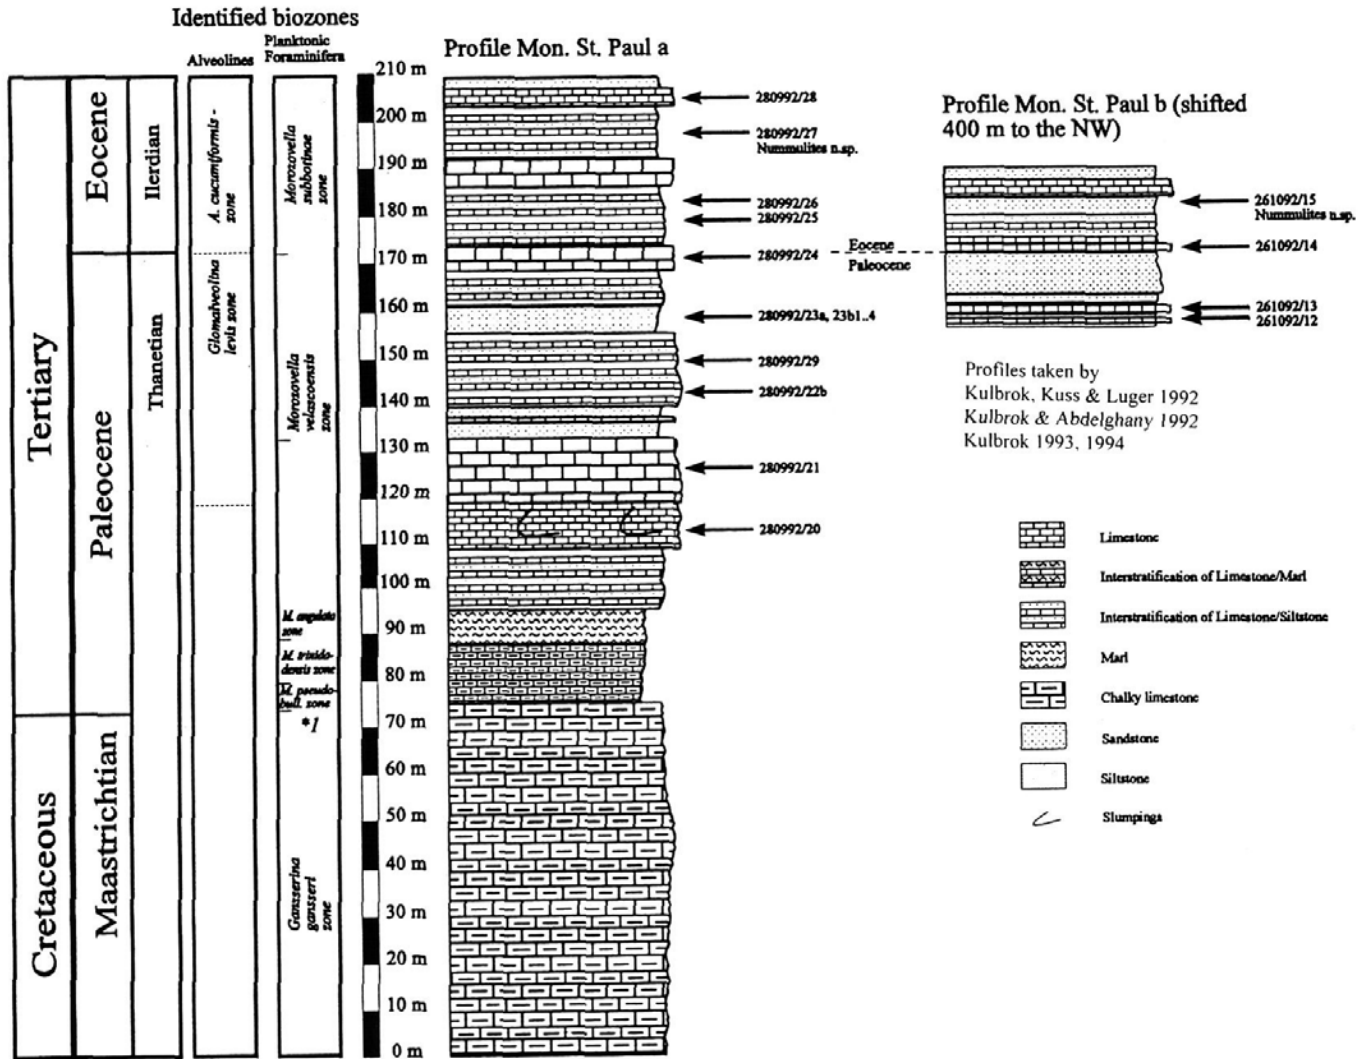 Identified biozones
Alveolines
Planktonic
Foraminifera
Profile Mon. St. Paul a
Tertiary
Cretaceous
Eocene
Paleocene
Maastrichtian
Ilerdian
Thanetian
A. cucumiformis -
zone
Glomalveolina
levis zone
Morozovella
subbotinae
zone
Morozovella
velascoensis
zone
M. angulata
zone
M. trinido-
densis zone
M. pseudo-
bull. zone
*1
Gansserina
gansseri
zone
210 m
200 m
190 m
180 m
170 m
160 m
150 m
140 m
130 m
120 m
110 m
100 m
90 m
80 m
70 m
60 m
50 m
40 m
30 m
20 m
10 m
0 m
280992/28
280992/27
Nummulites n.sp.
280992/26
280992/25
280992/24
280992/23a, 23b1..4
280992/29
280992/22b
280992/21
280992/20
Profile Mon. St. Paul b (shifted
400 m to the NW)
Eocene
Paleocene
261092/15
Nummulites n.sp.
261092/14
261092/13
261092/12
Profiles taken by
Kulbrok, Kuss & Luger 1992
Kulbrok & Abdelghany 1992
Kulbrok 1993, 1994
Limestone
Interstratification of Limestone/Marl
Interstratification of Limestone/Siltstone
Marl
Chalky limestone
Sandstone
Siltstone
Slumpings